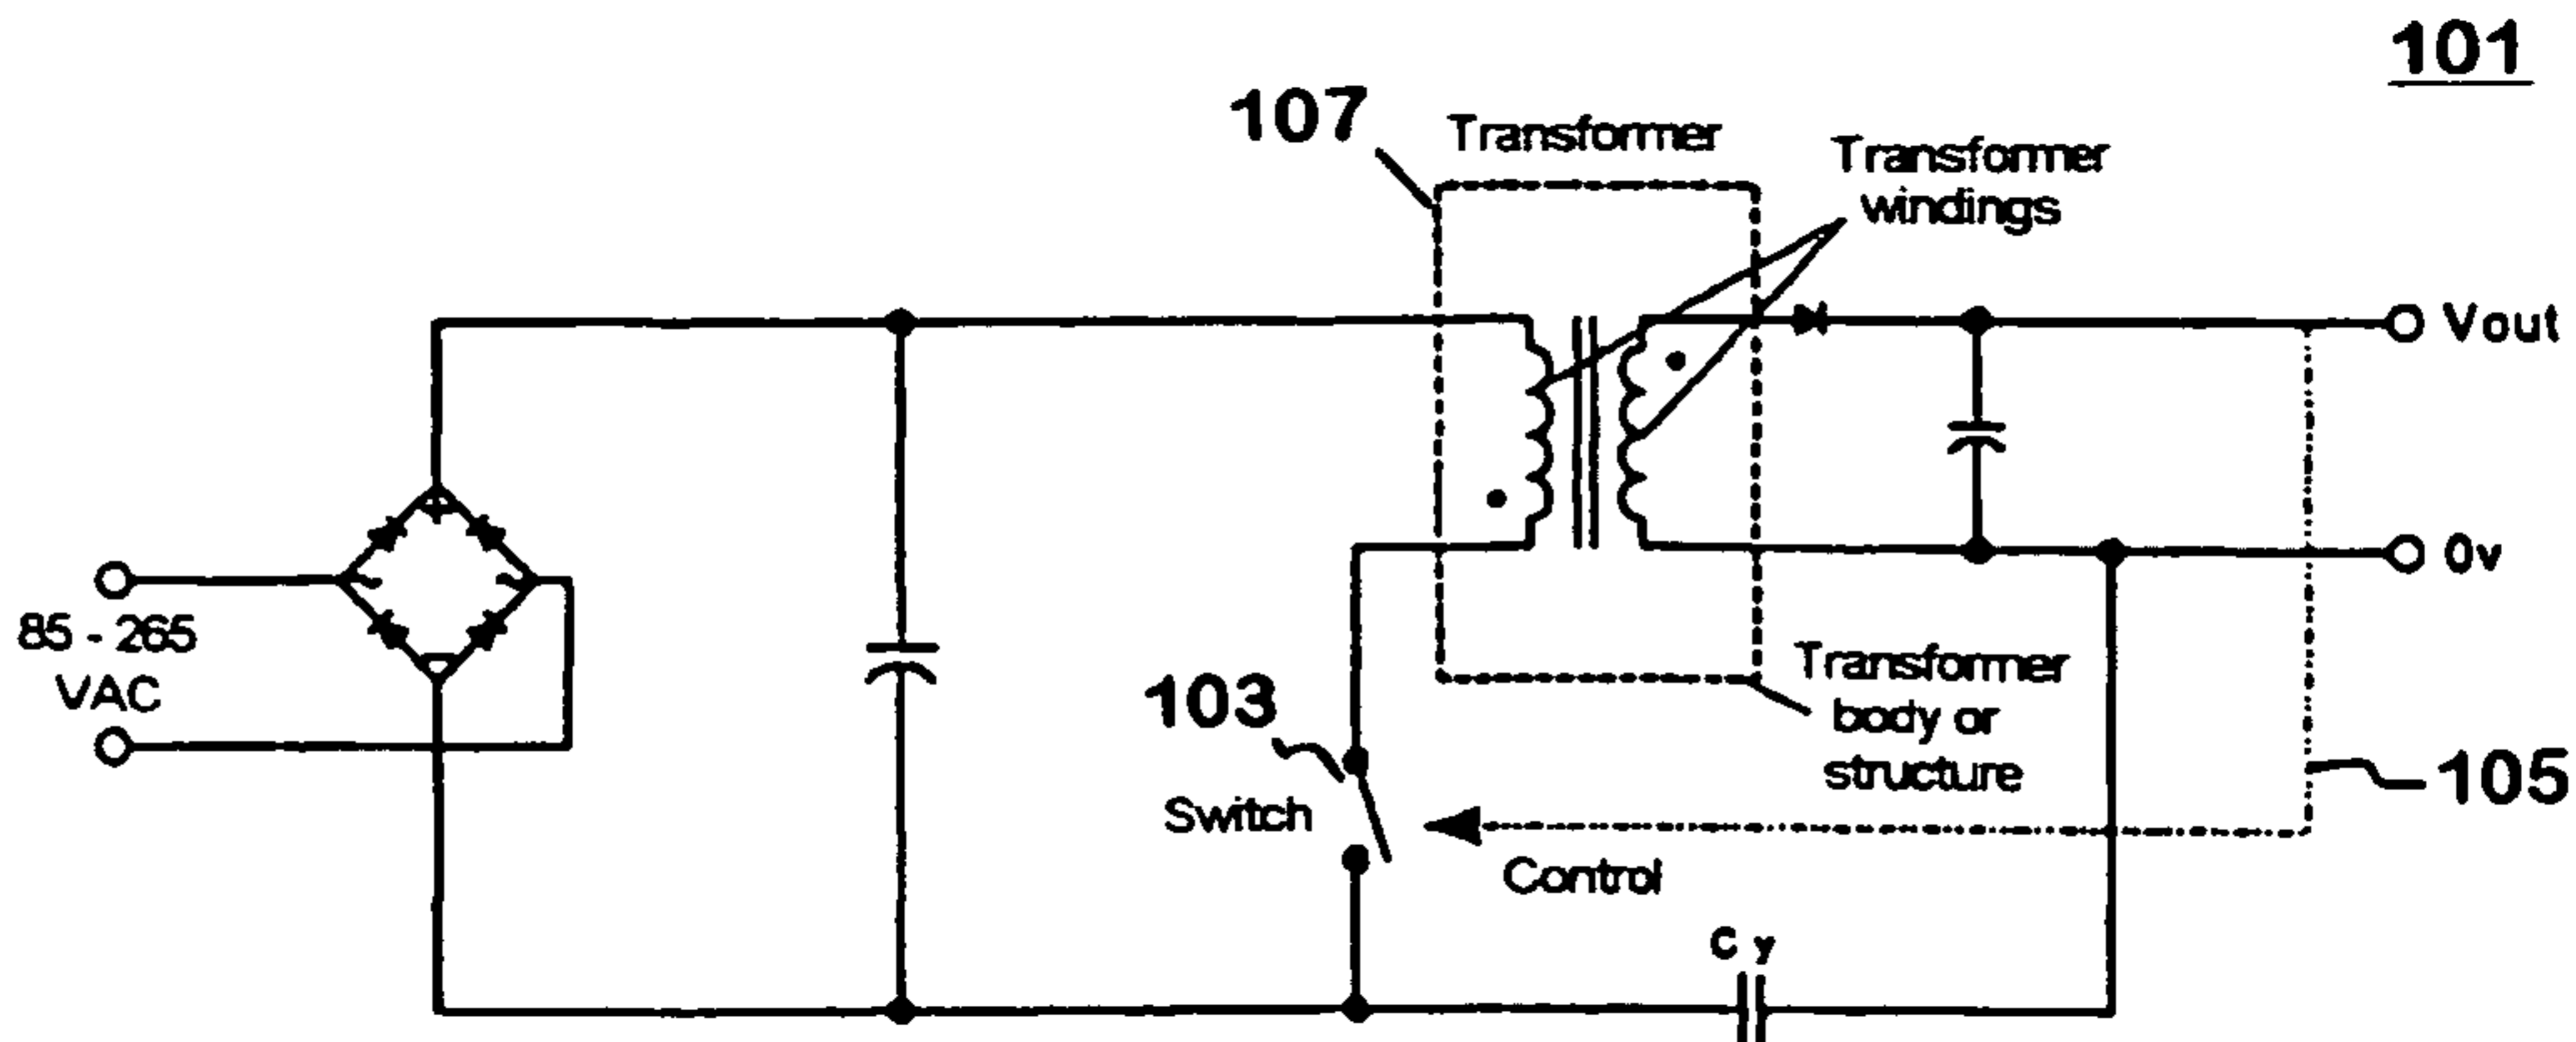 101
107
Transformer
Transformer
windings
Vout
0v
85 - 265
VAC
Transformer
body or
structure
103
Switch
105
Control
C y